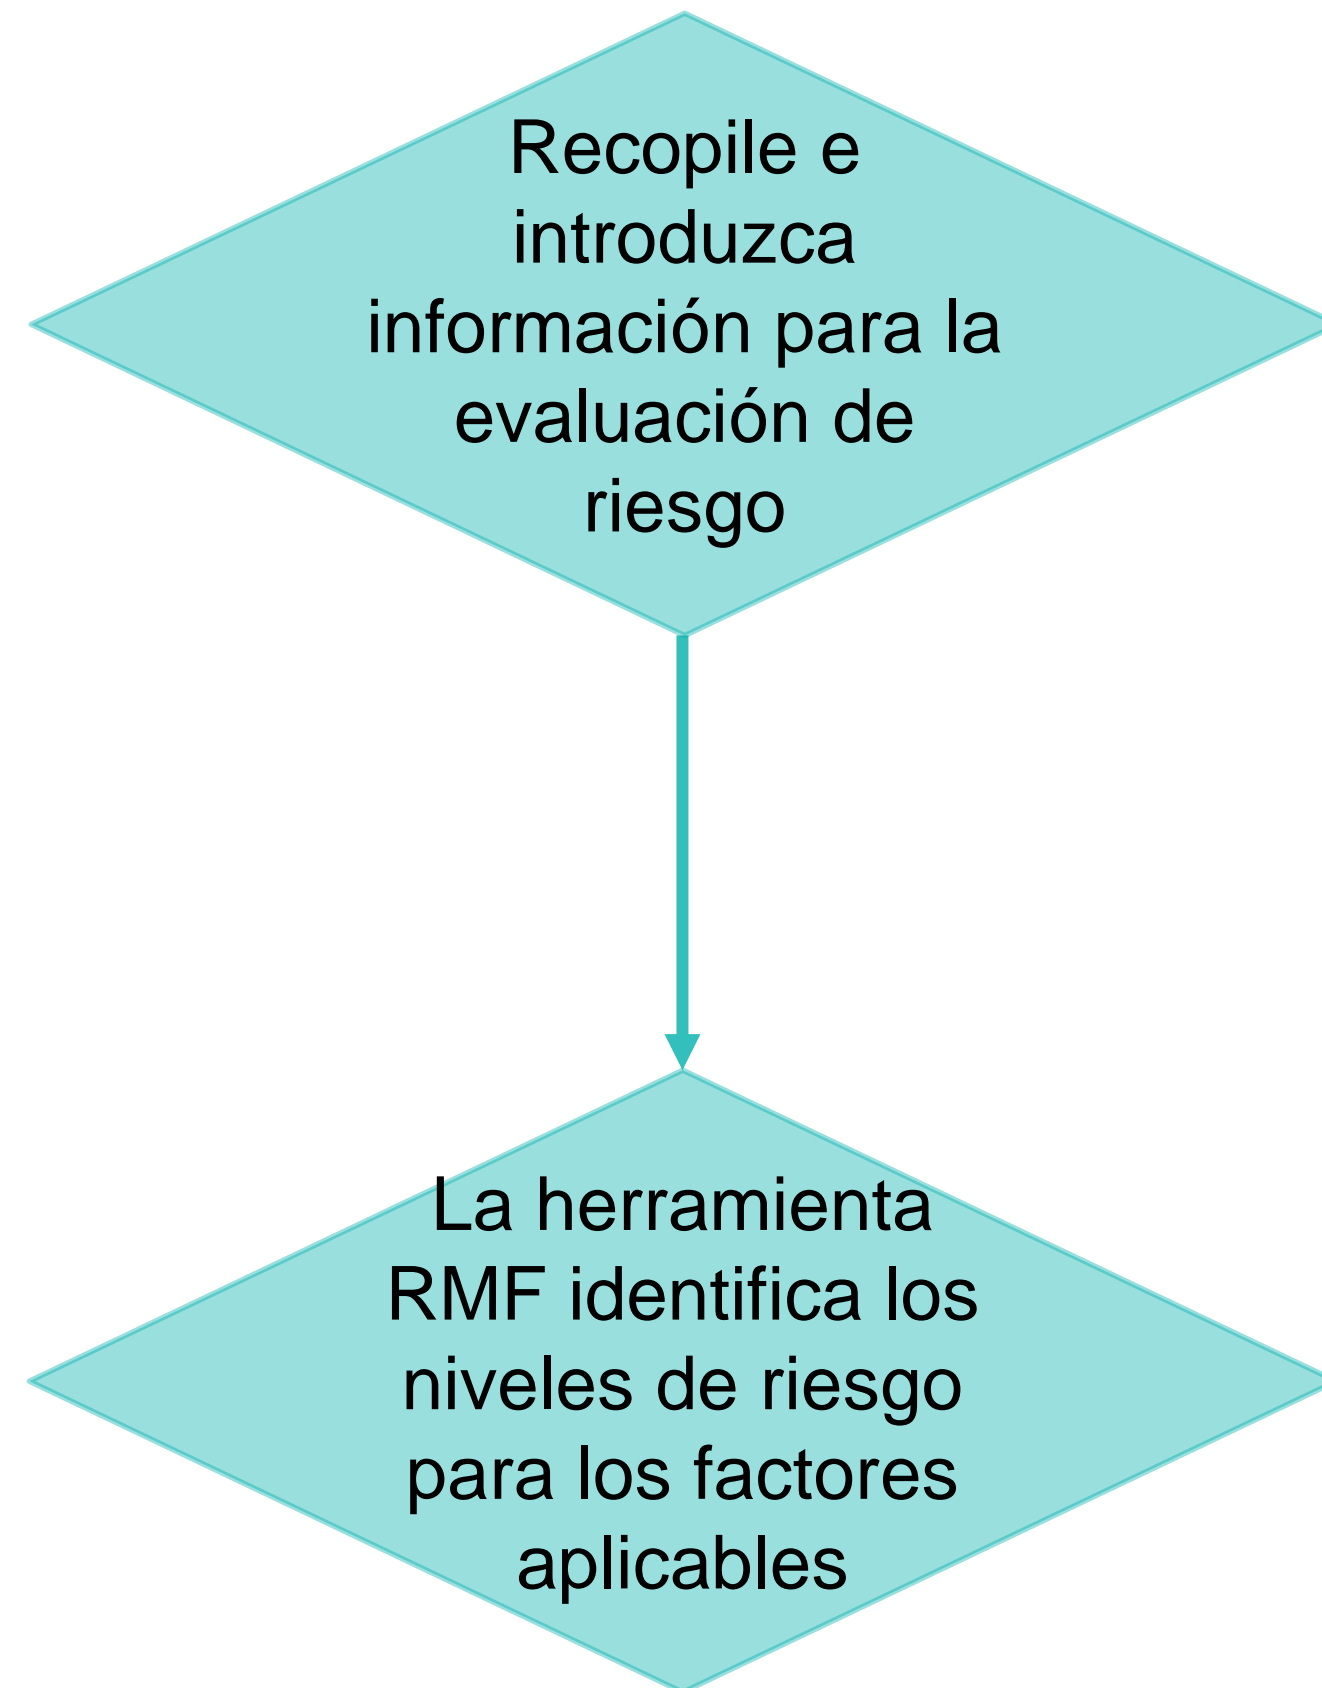 Recopile e
introduzca
información para la
evaluación de
riesgo
La herramienta
RMF identifica los
niveles de riesgo
para los factores
aplicables